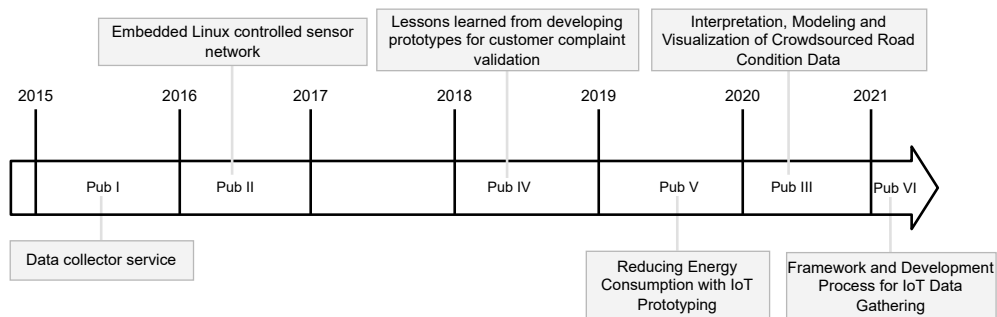 Embedded Linux controlled sensor
network
Lessons learned from developing
prototypes for customer complaint
validation
Interpretation, Modeling and
Visualization of Crowdsourced Road
Condition Data
2015
2016
2017
2018
2019
2020
2021
Pub I
Pub II
Pub IV
Pub V
Pub III
Pub VI
Data collector service
Reducing Energy
Consumption with IoT
Prototyping
Framework and Development
Process for IoT Data
Gathering